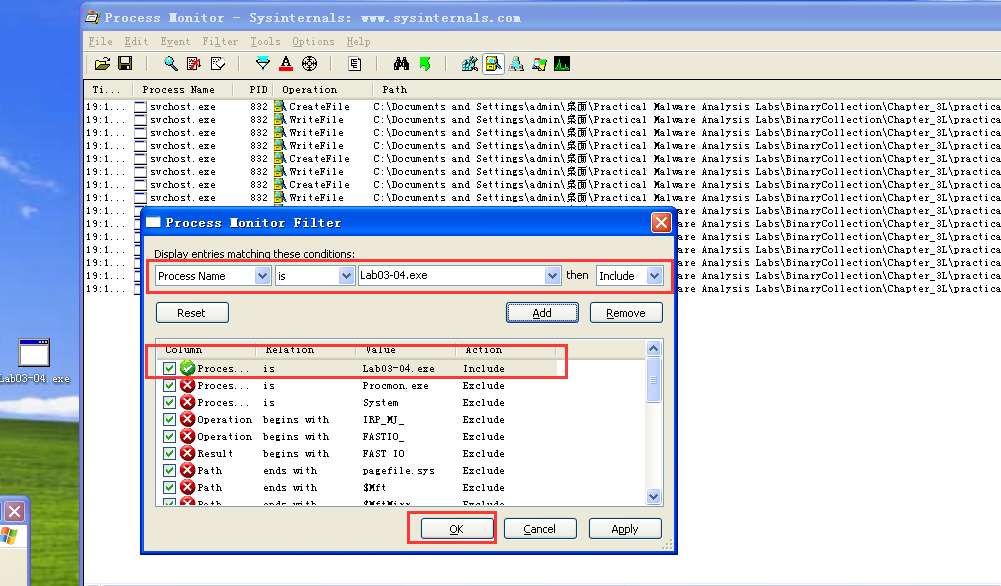 Process Monitor - Sysinternals: www.sysinternals.com
File Edit Event Filter Tools Options Help
Ti... Process Name PID Operation Path
19:1... svchost.exe 832 CreateFile C:\Documents and Settings\admin\桌面\Practical Malware Analysis Labs\BinaryCollection\Chapter_3L\practica
19:1... svchost.exe 832 WriteFile C:\Documents and Settings\admin\桌面\Practical Malware Analysis Labs\BinaryCollection\Chapter_3L\practica
19:1... svchost.exe 832 WriteFile C:\Documents and Settings\admin\桌面\Practical Malware Analysis Labs\BinaryCollection\Chapter_3L\practica
19:1... svchost.exe 832 WriteFile C:\Documents and Settings\admin\桌面\Practical Malware Analysis Labs\BinaryCollection\Chapter_3L\practica
19:1... svchost.exe 832 CreateFile C:\Documents and Settings\admin\桌面\Practical Malware Analysis Labs\BinaryCollection\Chapter_3L\practica
19:1... svchost.exe 832 WriteFile C:\Documents and Settings\admin\桌面\Practical Malware Analysis Labs\BinaryCollection\Chapter_3L\practica
19:1... svchost.exe 832 CreateFile C:\Documents and Settings\admin\桌面\Practical Malware Analysis Labs\BinaryCollection\Chapter_3L\practica
19:1... svchost.exe 832 WriteFile C:\Documents and Settings\admin\桌面\Practical Malware Analysis Labs\BinaryCollection\Chapter_3L\practica
19:1... Analysis Labs\BinaryCollection\Chapter_3L\practica
19:1... Analysis Labs\BinaryCollection\Chapter_3L\practica
19:1... Analysis Labs\BinaryCollection\Chapter_3L\practica
19:1... Analysis Labs\BinaryCollection\Chapter_3L\practica
19:1... Analysis Labs\BinaryCollection\Chapter_3L\practica
19:1... Analysis Labs\BinaryCollection\Chapter_3L\practica
19:1... Analysis Labs\BinaryCollection\Chapter_3L\practica
Process Monitor Filter
Display entries matching these conditions:
Process Name is Lab03-04.exe then Include
Reset Add Remove
Column Relation Value Action
Proces... is Lab03-04.exe Include
Proces... is Procmon.exe Exclude
Proces... is System Exclude
Operation begins with IRP_MJ_ Exclude
Operation begins with FASTIO_ Exclude
Result begins with FAST IO Exclude
Path ends with pagefile.sys Exclude
Path ends with $Mft Exclude
Path ends with $MftMirr Exclude
OK Cancel Apply
Lab03-04.exe